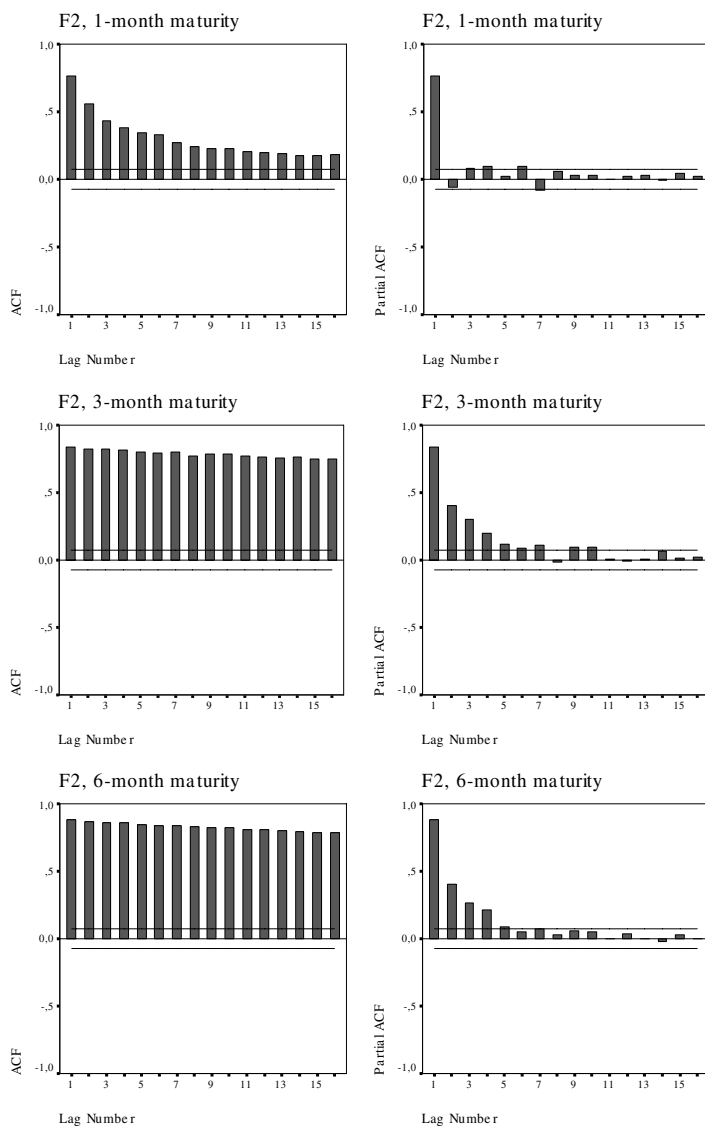 F2, 1-month maturity
1,0
,5
0,0
-,5
-1,0
ACF
1 3 5 7 9 11 13 15
Lag Number
F2, 1-month maturity
1,0
,5
0,0
-,5
-1,0
Partial ACF
1 3 5 7 9 11 13 15
Lag Number
F2, 3-month maturity
1,0
,5
0,0
-,5
-1,0
ACF
1 3 5 7 9 11 13 15
Lag Number
F2, 3-month maturity
1,0
,5
0,0
-,5
-1,0
Partial ACF
1 3 5 7 9 11 13 15
Lag Number
F2, 6-month maturity
1,0
,5
0,0
-,5
-1,0
ACF
1 3 5 7 9 11 13 15
Lag Number
F2, 6-month maturity
1,0
,5
0,0
-,5
-1,0
Partial ACF
1 3 5 7 9 11 13 15
Lag Number